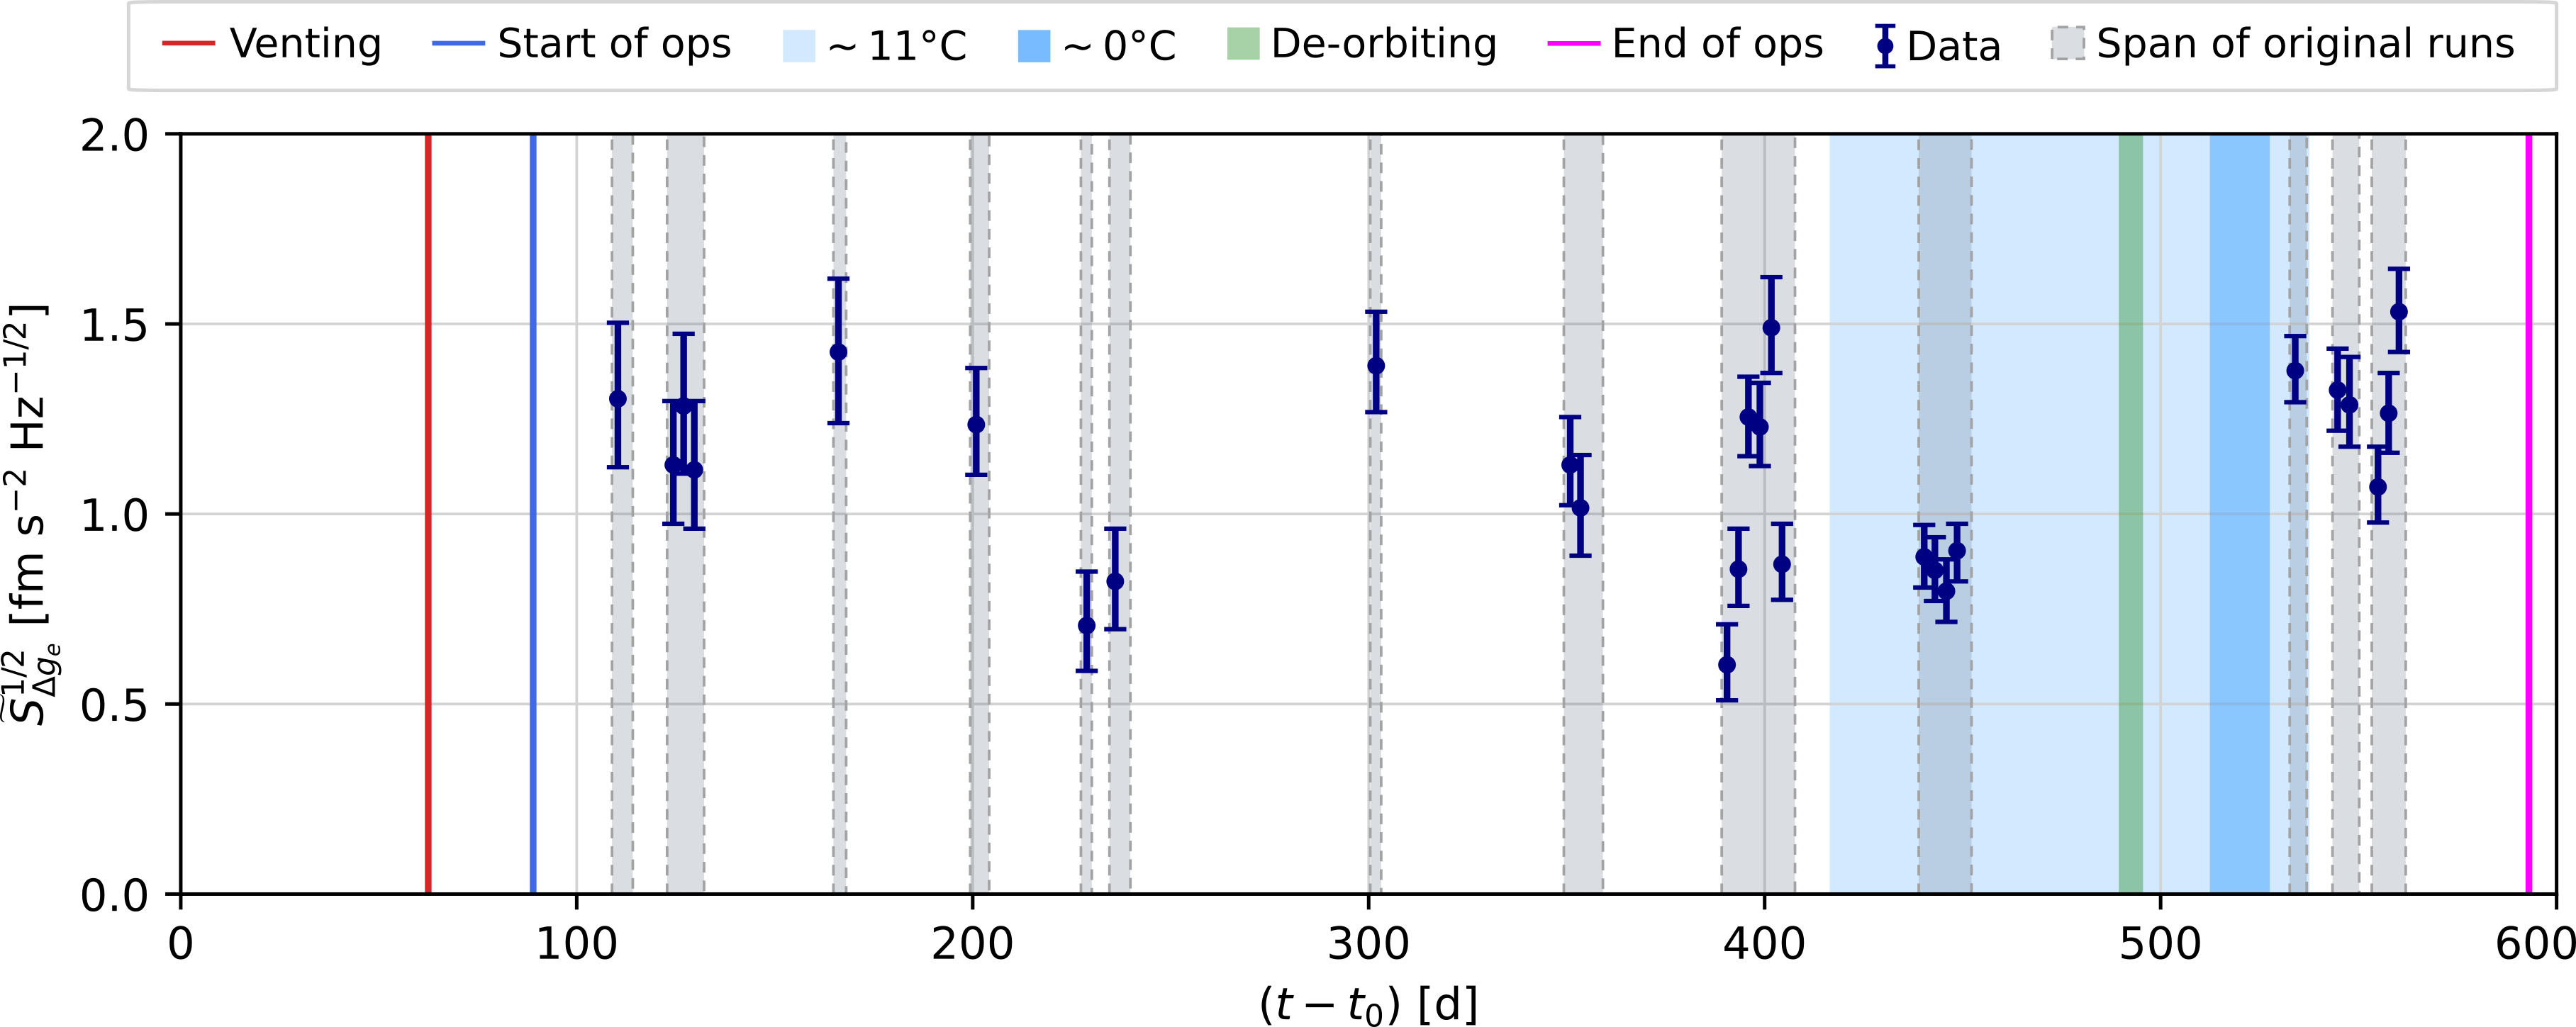 Venting Start of ops ~ 11°C ~ 0°C De-orbiting End of ops Data Span of original runs
2.0
1.5
1.0
0.5
0.0
S̃^{1/2}_{Δg_e} [fm s⁻² Hz^{−1/2}]
0 100 200 300 400 500 600
(t − t₀) [d]